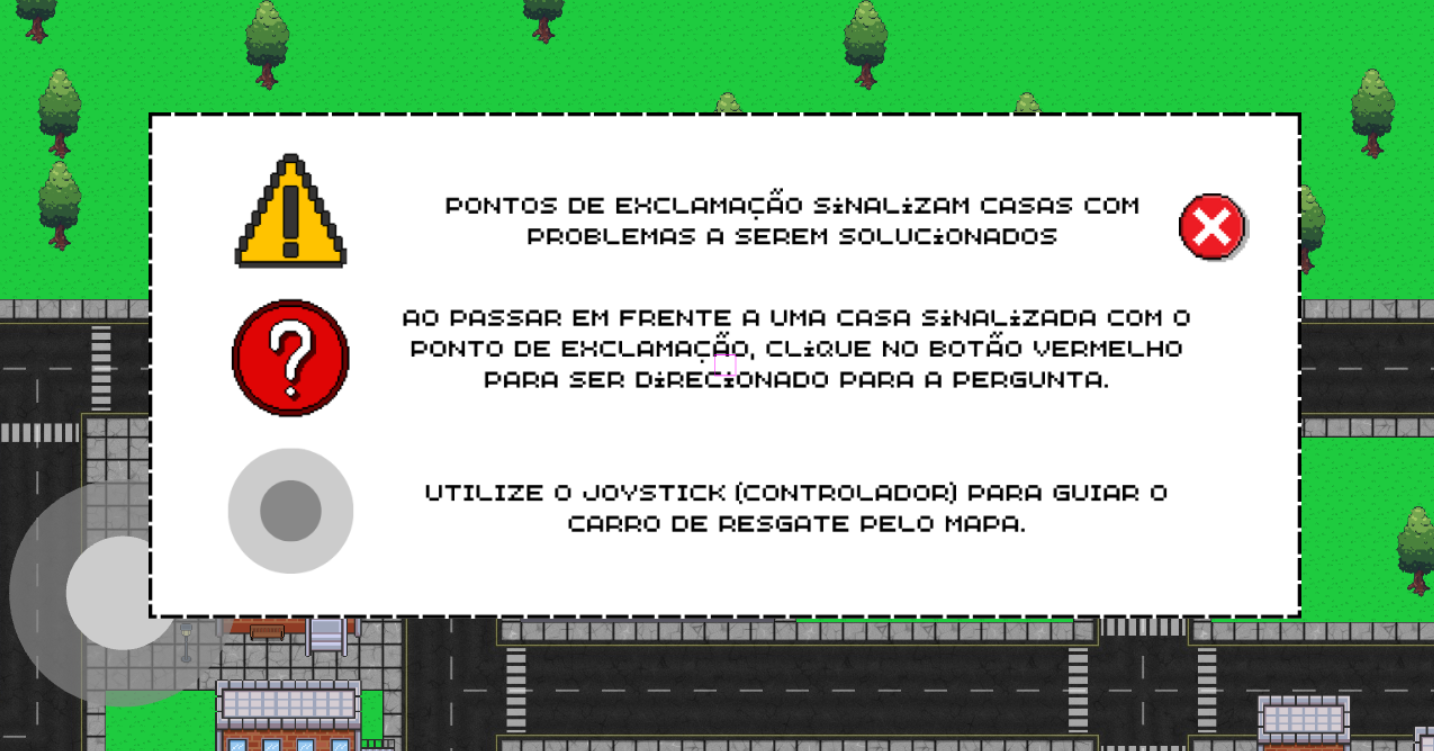 PONTOS DE EXCLAMAÇÃO SINALIZAM CASAS COM
PROBLEMAS A SEREM SOLUCIONADOS
AO PASSAR EM FRENTE A UMA CASA SINALIZADA COM O
PONTO DE EXCLAMAÇÃO, CLIQUE NO BOTÃO VERMELHO
PARA SER DIRECIONADO PARA A PERGUNTA.
UTILIZE O JOYSTICK (CONTROLADOR) PARA GUIAR O
CARRO DE RESGATE PELO MAPA.